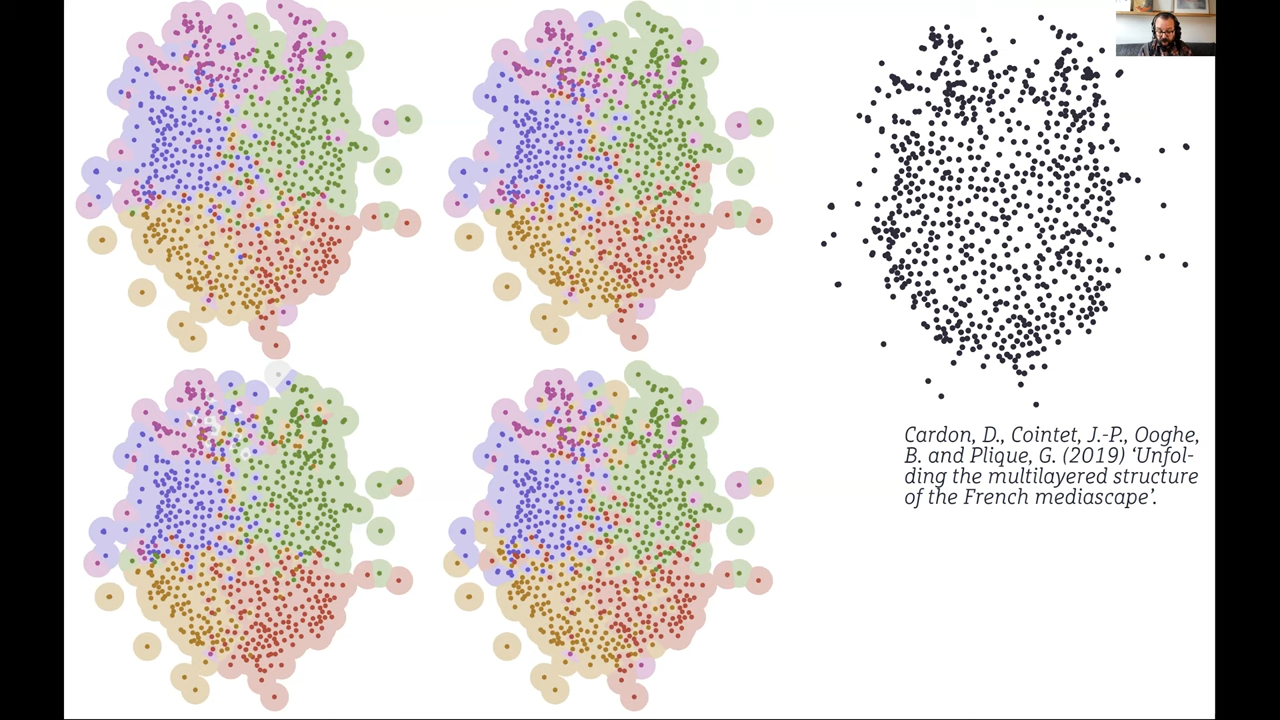 Cardon, D., Cointet, J.-P., Ooghe,
B. and Plique, G. (2019) ‘Unfol-
ding the multilayered structure
of the French mediascape’.